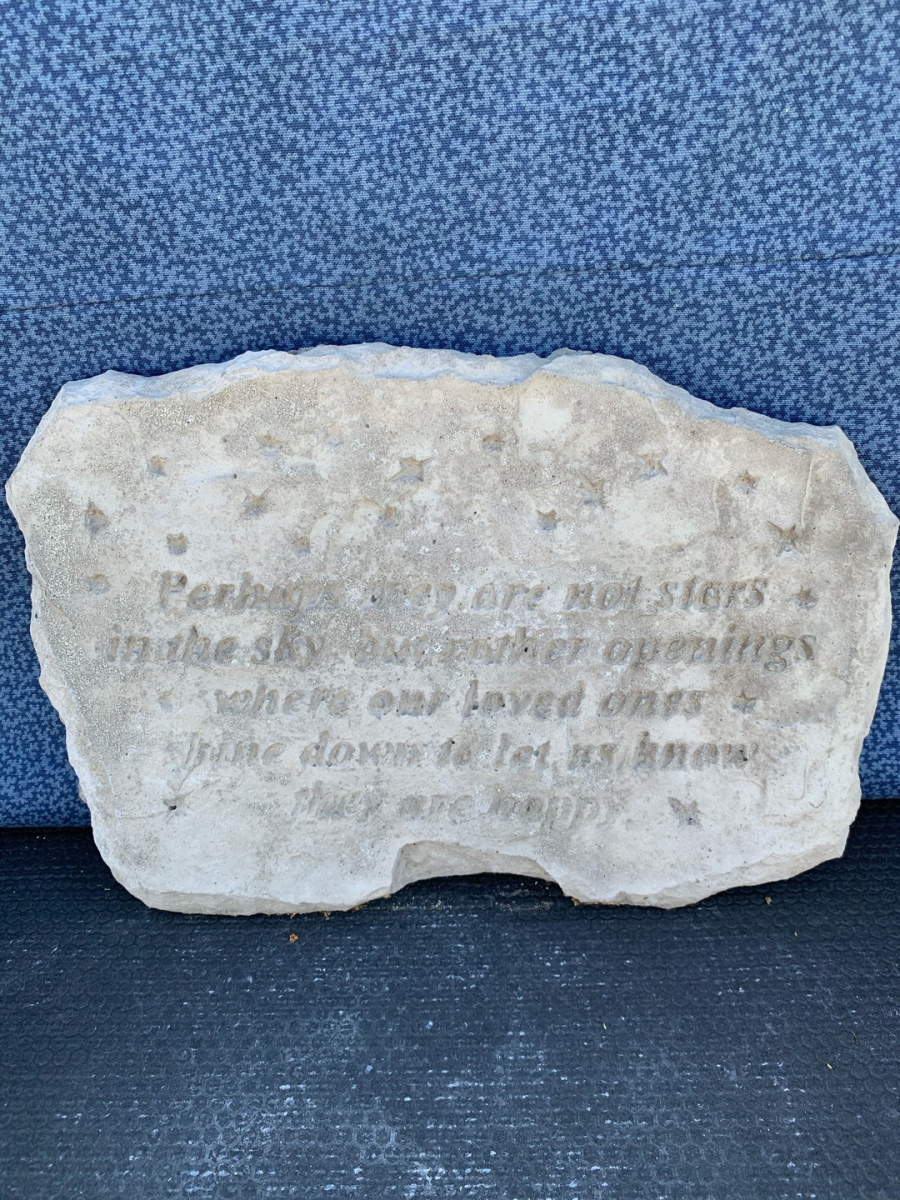 Perhaps they are not stars
in the sky, but rather openings
where our loved ones
shine down to let us know
they are happy